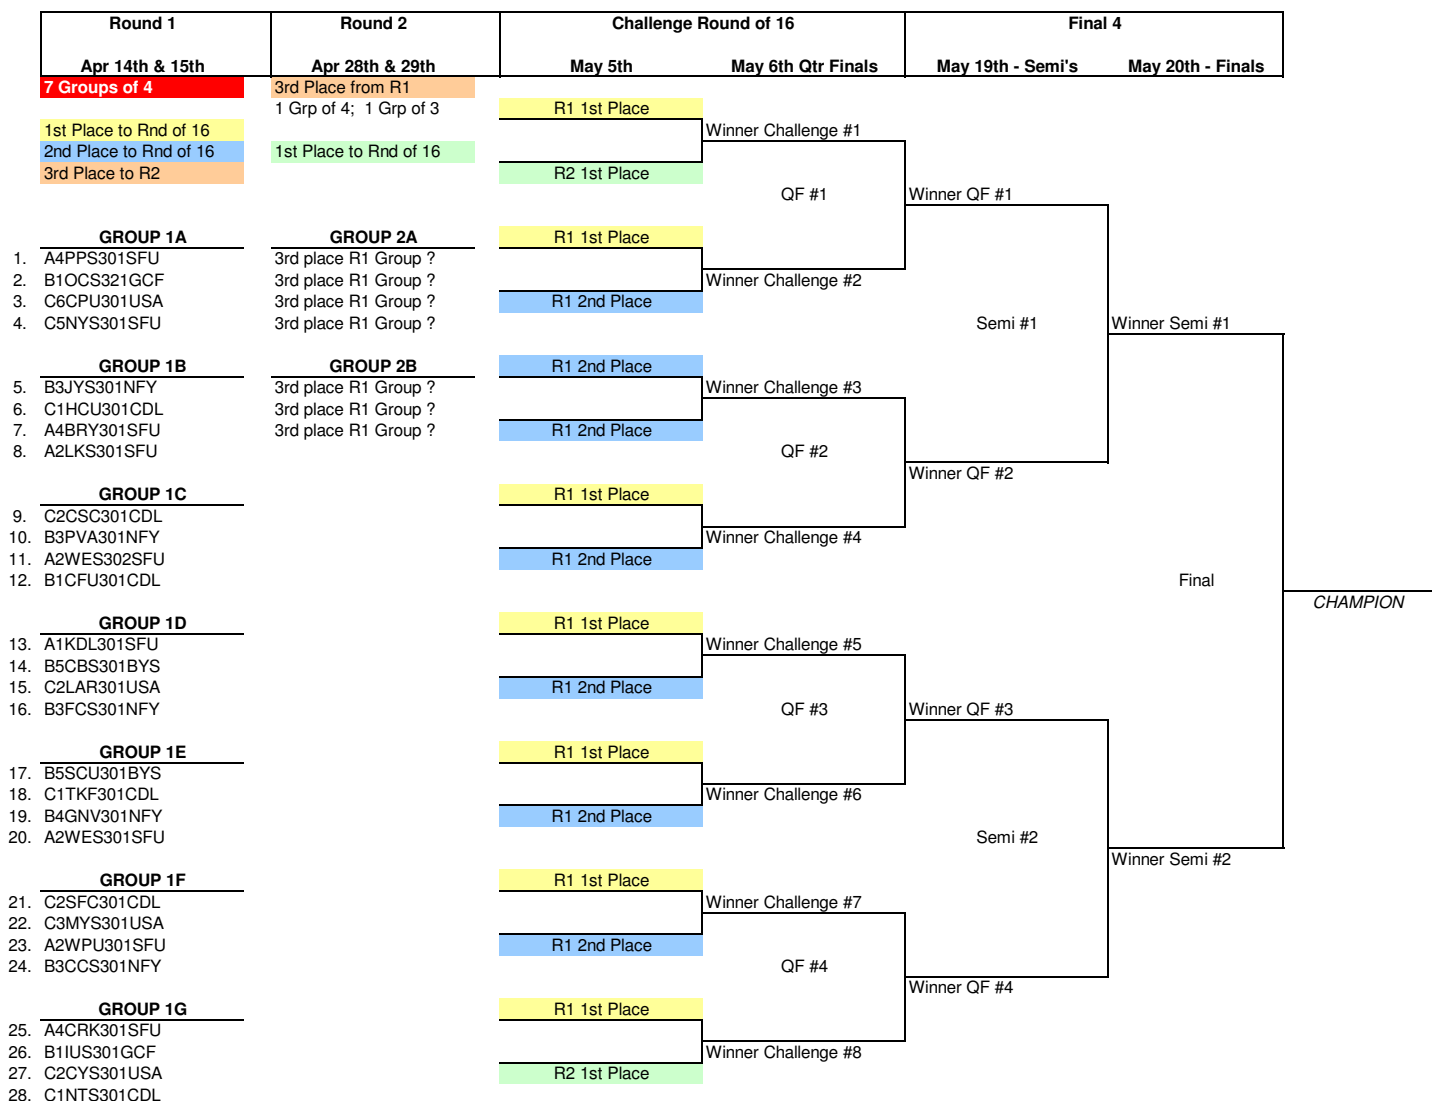 Round 1 Round 2 Challenge Round of 16 Final 4
Apr 14th & 15th Apr 28th & 29th May 5th May 6th Qtr Finals May 19th - Semi's May 20th - Finals
7 Groups of 4 3rd Place from R1
1 Grp of 4; 1 Grp of 3 R1 1st Place
1st Place to Rnd of 16 Winner Challenge #1
2nd Place to Rnd of 16 1st Place to Rnd of 16
3rd Place to R2 R2 1st Place
QF #1 Winner QF #1
GROUP 1A GROUP 2A R1 1st Place
1. A4PPS301SFU 3rd place R1 Group ?
2. B1OCS321GCF 3rd place R1 Group ? Winner Challenge #2
3. C6CPU301USA 3rd place R1 Group ? R1 2nd Place
4. C5NYS301SFU 3rd place R1 Group ? Semi #1 Winner Semi #1
GROUP 1B GROUP 2B R1 2nd Place
5. B3JYS301NFY 3rd place R1 Group ? Winner Challenge #3
6. C1HCU301CDL 3rd place R1 Group ?
7. A4BRY301SFU 3rd place R1 Group ? R1 2nd Place
8. A2LKS301SFU QF #2
Winner QF #2
GROUP 1C R1 1st Place
9. C2CSC301CDL
10. B3PVA301NFY Winner Challenge #4
11. A2WES302SFU R1 2nd Place
12. B1CFU301CDL Final
CHAMPION
GROUP 1D R1 1st Place
13. A1KDL301SFU Winner Challenge #5
14. B5CBS301BYS
15. C2LAR301USA R1 2nd Place
16. B3FCS301NFY QF #3 Winner QF #3
GROUP 1E R1 1st Place
17. B5SCU301BYS
18. C1TKF301CDL Winner Challenge #6
19. B4GNV301NFY R1 2nd Place
20. A2WES301SFU Semi #2
Winner Semi #2
GROUP 1F R1 1st Place
21. C2SFC301CDL Winner Challenge #7
22. C3MYS301USA
23. A2WPU301SFU R1 2nd Place
24. B3CCS301NFY QF #4
Winner QF #4
GROUP 1G R1 1st Place
25. A4CRK301SFU
26. B1IUS301GCF Winner Challenge #8
27. C2CYS301USA R2 1st Place
28. C1NTS301CDL